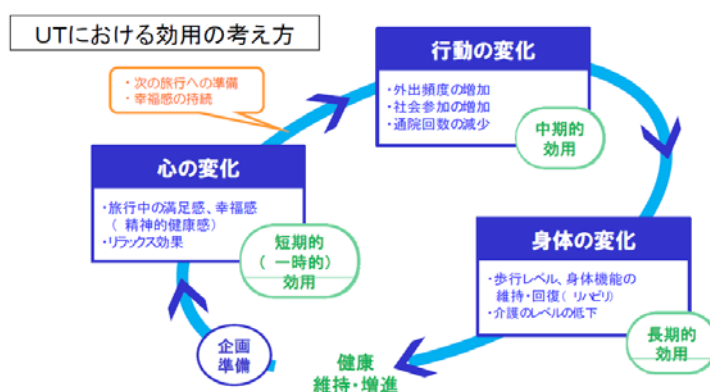 UTにおける効用の考え方
行動の変化
・次の旅行への準備
・幸福感の持続
・外出頻度の増加
・社会参加の増加
・通院回数の減少
中期的
効用
心の変化
・旅行中の満足感、幸福感
( 精神的健康感)
・リラックス効果
短期的
( 一時的)
効用
身体の変化
・歩行レベル、身体機能の
維持・回復( リハビリ)
・介護のレベルの低下
長期的
効用
企画
準備
健康
維持・増進